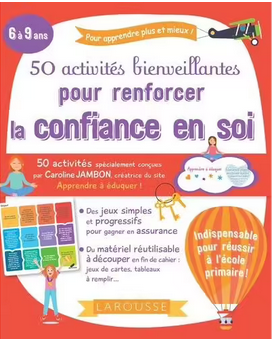 6 à 9 ans
Pour apprendre plus et mieux !
50 activités bienveillantes
pour renforcer
la confiance en soi
50 activités spécialement conçues
par Caroline JAMBON, créatrice du site
Apprendre à éduquer !
Apprendre à éduquer
• Des jeux simples
et progressifs
pour gagner en assurance
• Du matériel réutilisable
à découper en fin de cahier :
jeux de cartes, tableaux
à remplir...
Indispensable
pour réussir
à l'école
primaire !
LAROUSSE